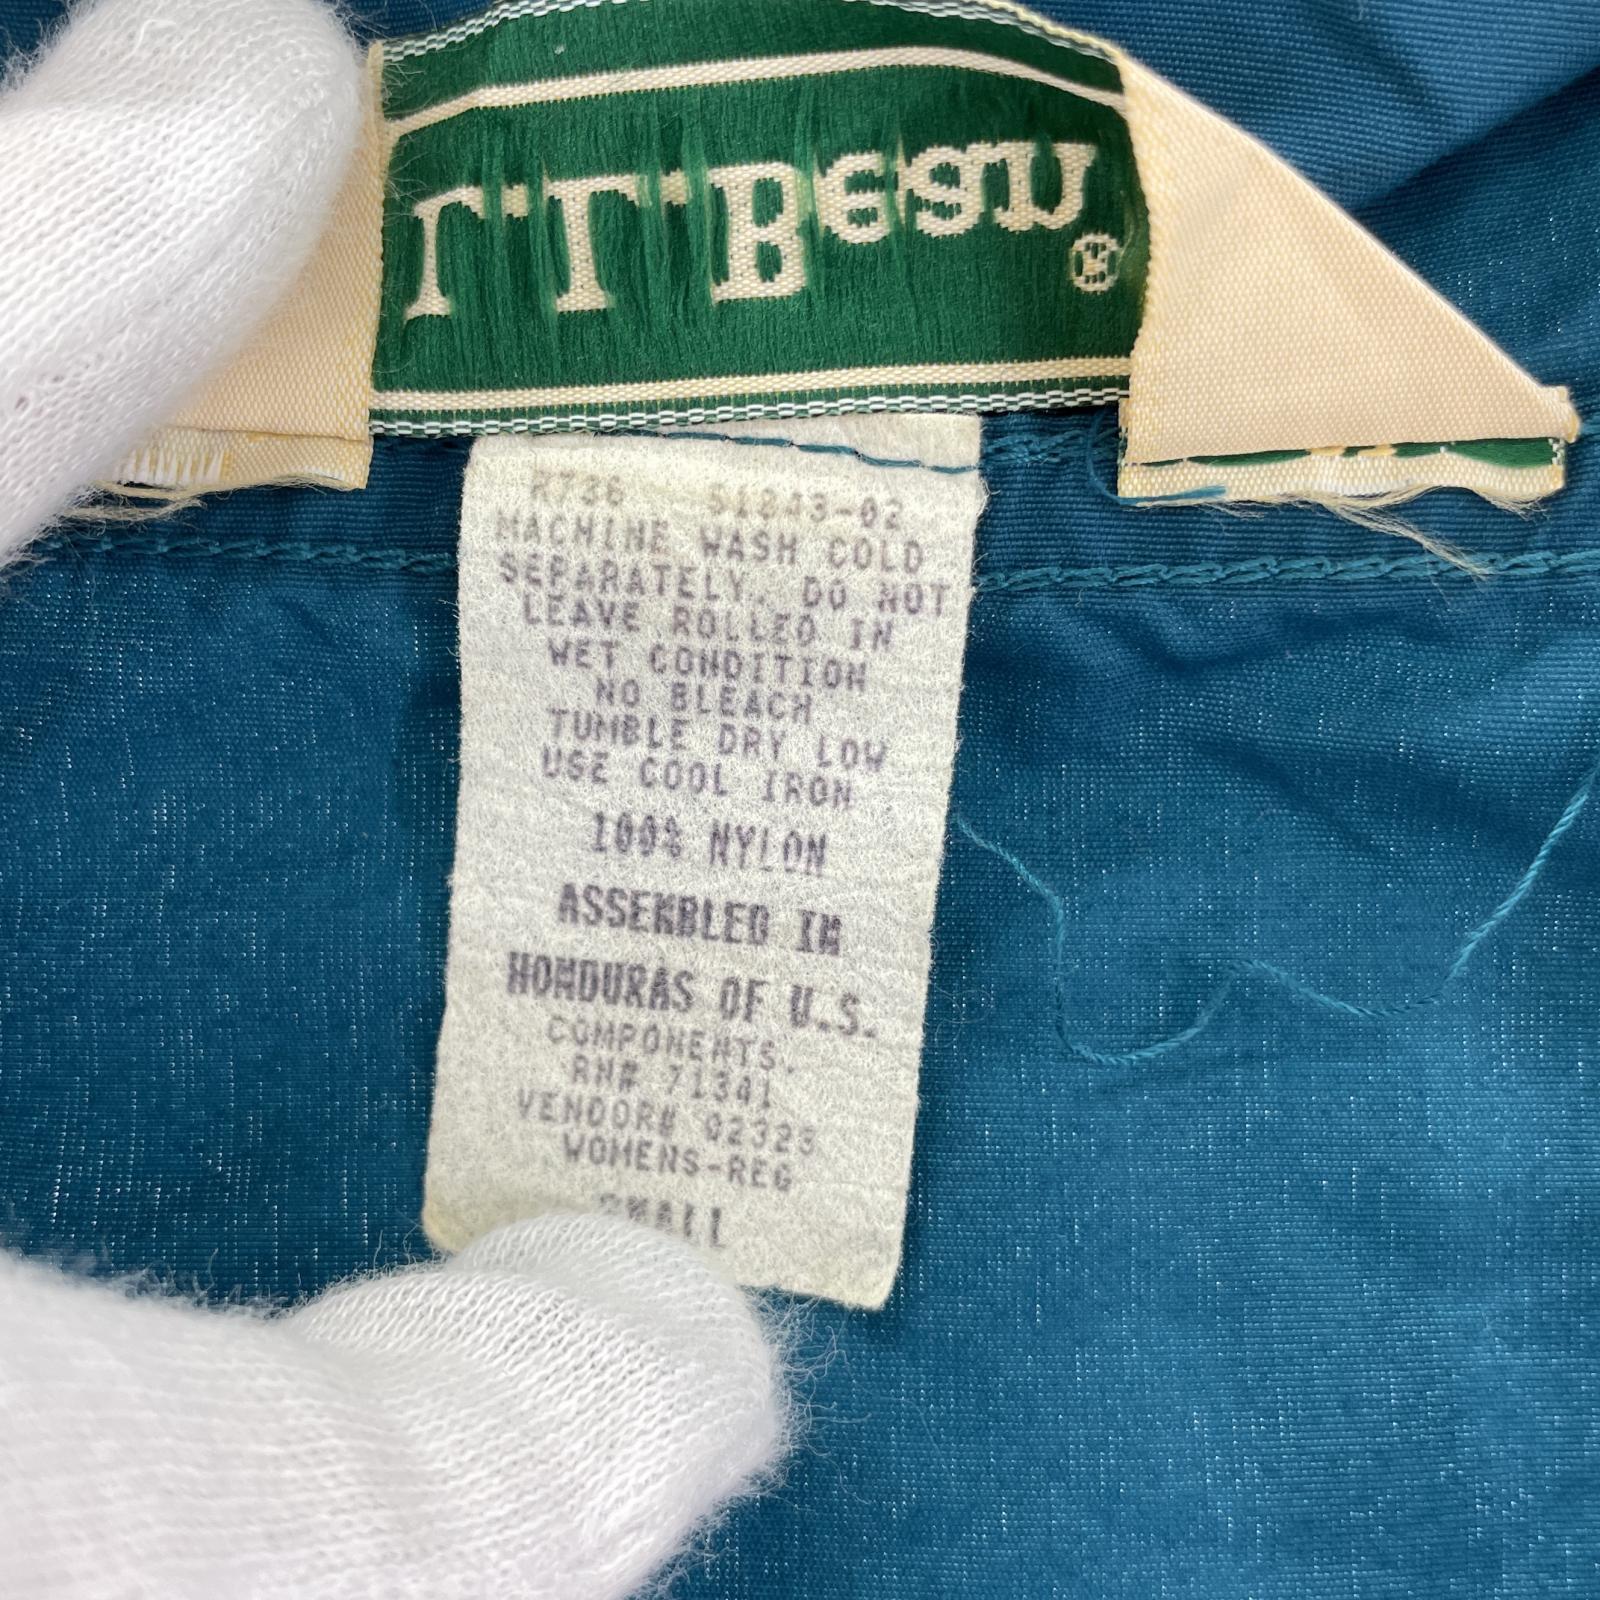 L.L.Bean®
R736 51843-02
MACHINE WASH COLD
SEPARATELY. DO NOT
LEAVE ROLLED IN
WET CONDITION
NO BLEACH
TUMBLE DRY LOW
USE COOL IRON
100% NYLON
ASSEMBLED IN
HONDURAS OF U.S.
COMPONENTS.
RN# 71341
VENDOR# 02323
WOMENS-REG
SMALL